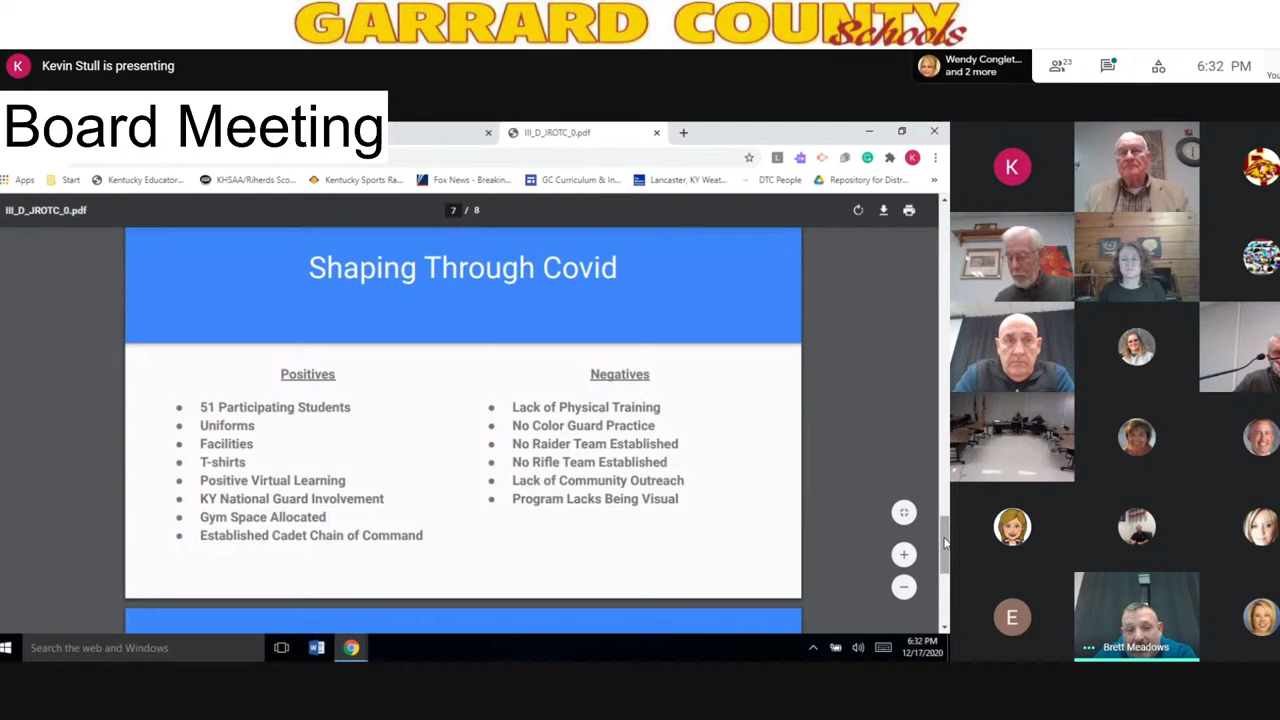 GARRARD COUNTY
Schools
K
Kevin Stull is presenting
Wendy Conglet...
and 2 more
23
6:32 PM
You
Board Meeting
III_D_JROTC_0.pdf
Apps
Start
Kentucky Educator...
KHSAA/Riherds Sco...
Kentucky Sports Ra...
Fox News - Breakin...
GC Curriculum & In...
Lancaster, KY Weat...
DTC People
Repository for Distr...
»
III_D_JROTC_0.pdf
7 / 8
Shaping Through Covid
Positives
• 51 Participating Students
• Uniforms
• Facilities
• T-shirts
• Positive Virtual Learning
• KY National Guard Involvement
• Gym Space Allocated
• Established Cadet Chain of Command
Negatives
• Lack of Physical Training
• No Color Guard Practice
• No Raider Team Established
• No Rifle Team Established
• Lack of Community Outreach
• Program Lacks Being Visual
K
E
Brett Meadows
Search the web and Windows
6:32 PM
12/17/2020